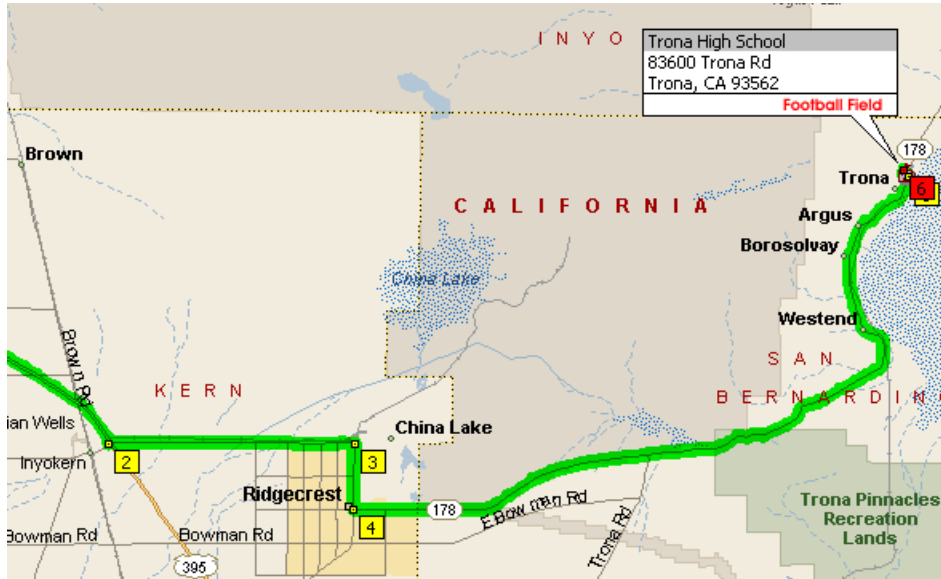 I N Y O
Trona High School
83600 Trona Rd
Trona, CA 93562
Football Field
178
Brown
Trona
6
C A L I F O R N I A
Argus
Borosolvay
China Lake
Westend
Brown Rd
S A N
K E R N
B E R N A R D I N O
ian Wells
China Lake
2
3
Inyokern
Ridgecrest
178
E Bowman Rd
Trona Pinnacles
Recreation
Lands
4
Bowman Rd
Bowman Rd
Trona Rd
395